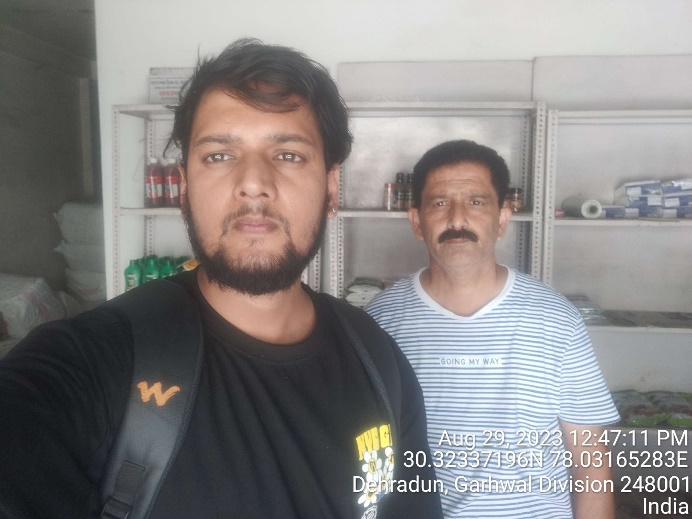 GOING MY WAY
Aug 29, 2023 12:47:11 PM
30.32337196N 78.03165283E
Dehradun, Garhwal Division 248001
India